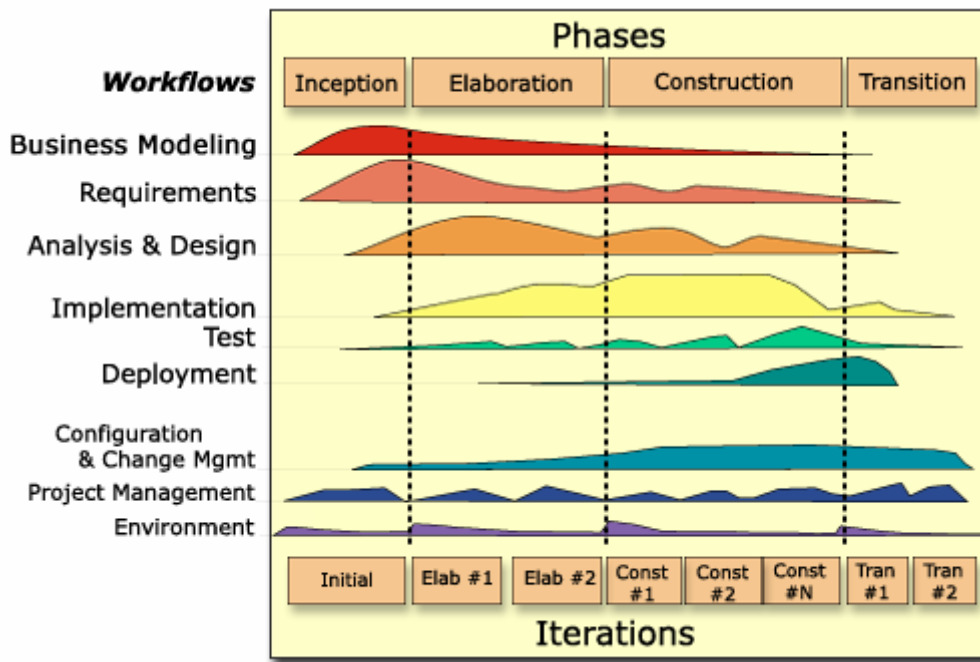 Phases
Workflows
Inception
Elaboration
Construction
Transition
Business Modeling
Requirements
Analysis & Design
Implementation
Test
Deployment
Configuration
& Change Mgmt
Project Management
Environment
Initial
Elab #1
Elab #2
Const
#1
Const
#2
Const
#N
Tran
#1
Tran
#2
Iterations